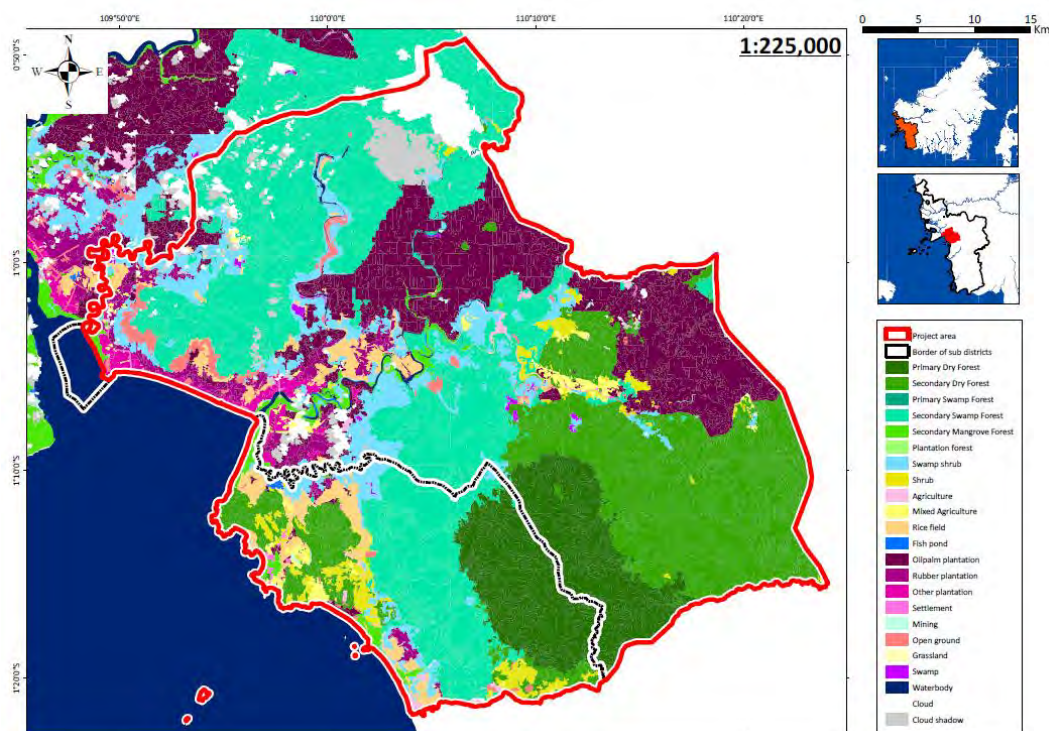 109°50'0"E
110°0'0"E
110°10'0"E
110°20'0"E
0 5 10 15
Km
0°50'0"S
N
W E
S
1:225,000
1°0'0"S
1°10'0"S
1°20'0"S
Project area
Border of sub districts
Primary Dry Forest
Secondary Dry Forest
Primary Swamp Forest
Secondary Swamp Forest
Secondary Mangrove Forest
Plantation forest
Swamp shrub
Shrub
Agriculture
Mixed Agriculture
Rice field
Fish pond
Oilpalm plantation
Rubber plantation
Other plantation
Settlement
Mining
Open ground
Grassland
Swamp
Waterbody
Cloud
Cloud shadow